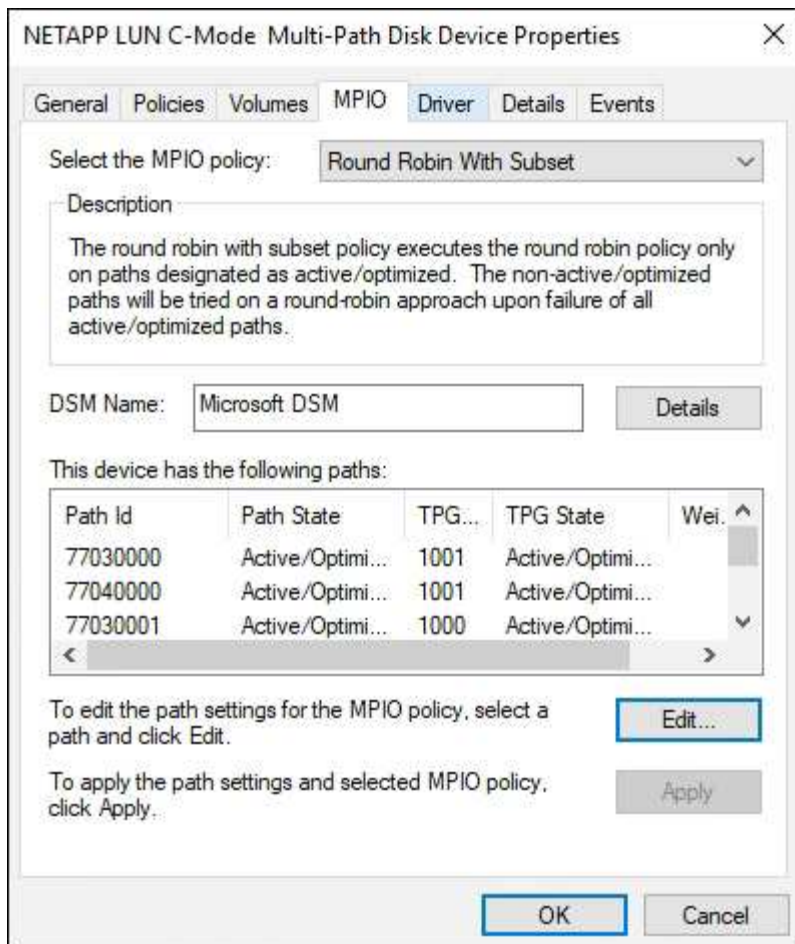 NETAPP LUN C-Mode  Multi-Path Disk Device Properties
General Policies Volumes MPIO Driver Details Events
Select the MPIO policy: Round Robin With Subset
Description
The round robin with subset policy executes the round robin policy only
on paths designated as active/optimized.  The non-active/optimized
paths will be tried on a round-robin approach upon failure of all
active/optimized paths.
DSM Name: Microsoft DSM Details
This device has the following paths:
Path Id Path State TPG... TPG State Wei.
77030000 Active/Optimi... 1001 Active/Optimi...
77040000 Active/Optimi... 1001 Active/Optimi...
77030001 Active/Optimi... 1000 Active/Optimi...
To edit the path settings for the MPIO policy, select a
path and click Edit.
Edit...
To apply the path settings and selected MPIO policy,
click Apply.
Apply
OK Cancel